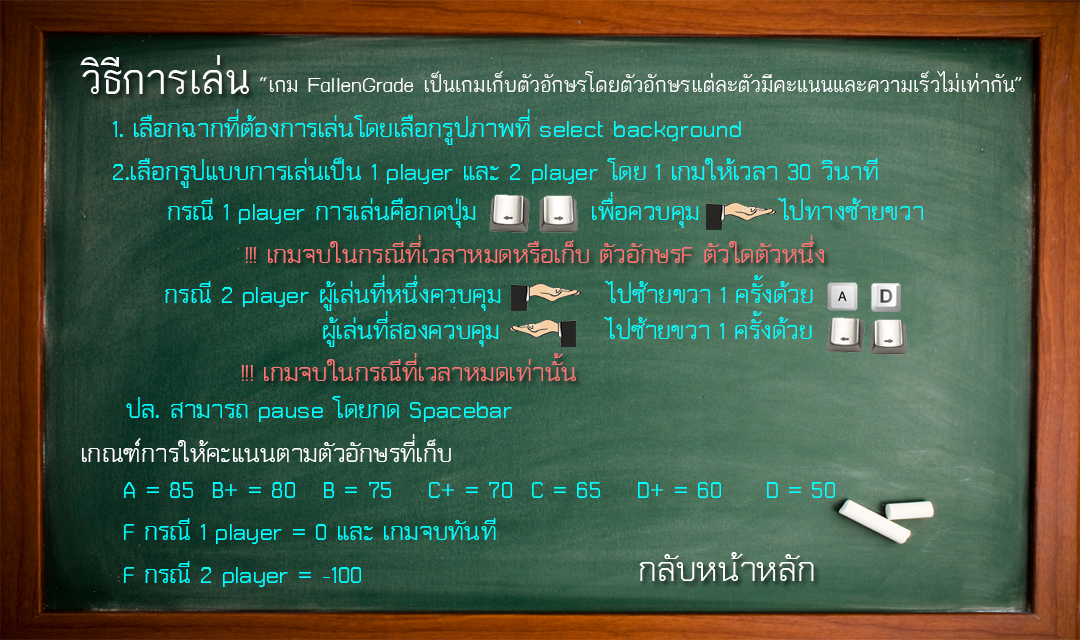 วิธีการเล่น "เกม FallenGrade เป็นเกมเก็บตัวอักษรโดยตัวอักษรแต่ละตัวมีคะแนนและความเร็วไม่เท่ากัน"
1. เลือกฉากที่ต้องการเล่นโดยเลือกรูปภาพที่ select background
2.เลือกรูปแบบการเล่นเป็น 1 player และ 2 player โดย 1 เกมให้เวลา 30 วินาที
กรณี 1 player การเล่นคือกดปุ่ม ← → เพื่อควบคุม ไปทางซ้ายขวา
!!! เกมจบในกรณีที่เวลาหมดหรือเก็บ ตัวอักษรF ตัวใดตัวหนึ่ง
กรณี 2 player ผู้เล่นที่หนึ่งควบคุม ไปซ้ายขวา 1 ครั้งด้วย A D
ผู้เล่นที่สองควบคุม ไปซ้ายขวา 1 ครั้งด้วย ← →
!!! เกมจบในกรณีที่เวลาหมดเท่านั้น
ปล. สามารถ pause โดยกด Spacebar
เกณฑ์การให้คะแนนตามตัวอักษรที่เก็บ
A = 85 B+ = 80 B = 75 C+ = 70 C = 65 D+ = 60 D = 50
F กรณี 1 player = 0 และ เกมจบทันที
F กรณี 2 player = -100
กลับหน้าหลัก